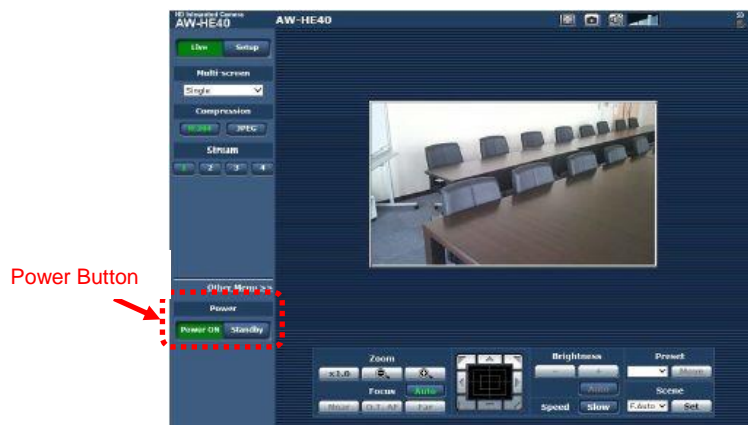 HD Integrated Camera
AW-HE40
AW-HE40
SD
Live Setup
Multi-screen
Single
Compression
H.264 JPEG
Stream
1 2 3 4
Power Button
Other Menu >>
Power
Power ON Standby
Zoom
x1.0
Focus Auto
Near O.T. AF Far
Brightness
- +
Auto
Speed Slow
Preset
Move
Scene
F.Auto Set